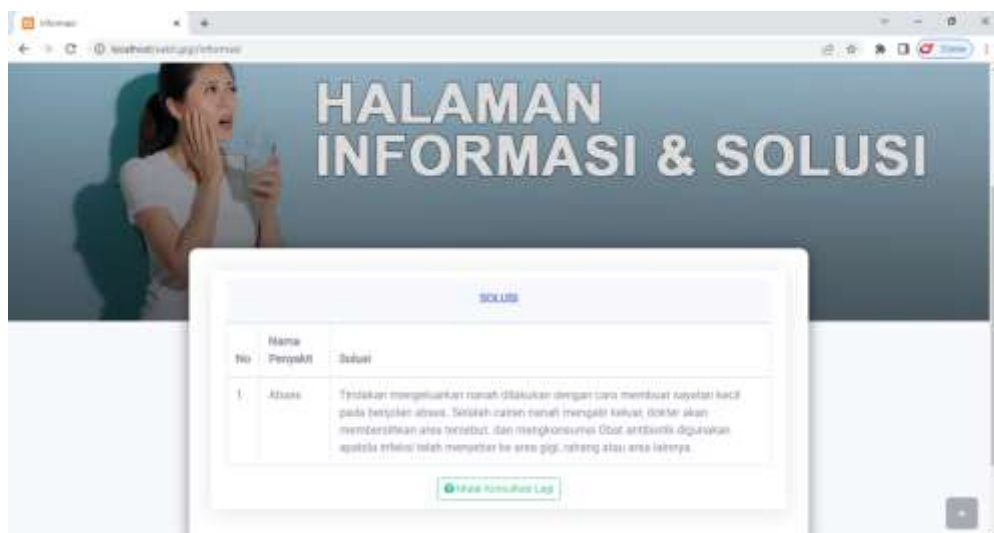 Informasi
HALAMAN
INFORMASI & SOLUSI
SOLUSI
No
Nama
Penyakit
Solusi
1
Abses
Tindakan mengeluarkan nanah dilakukan dengan cara membuat sayatan kecil
pada benjolan abses. Setelah cairan nanah mengalir keluar, dokter akan
membersihkan area tersebut, dan mengkonsumsi Obat antibiotik digunakan
apabila infeksi telah menyebar ke area gigi, rahang atau area lainnya.
Mulai Konsultasi Lagi